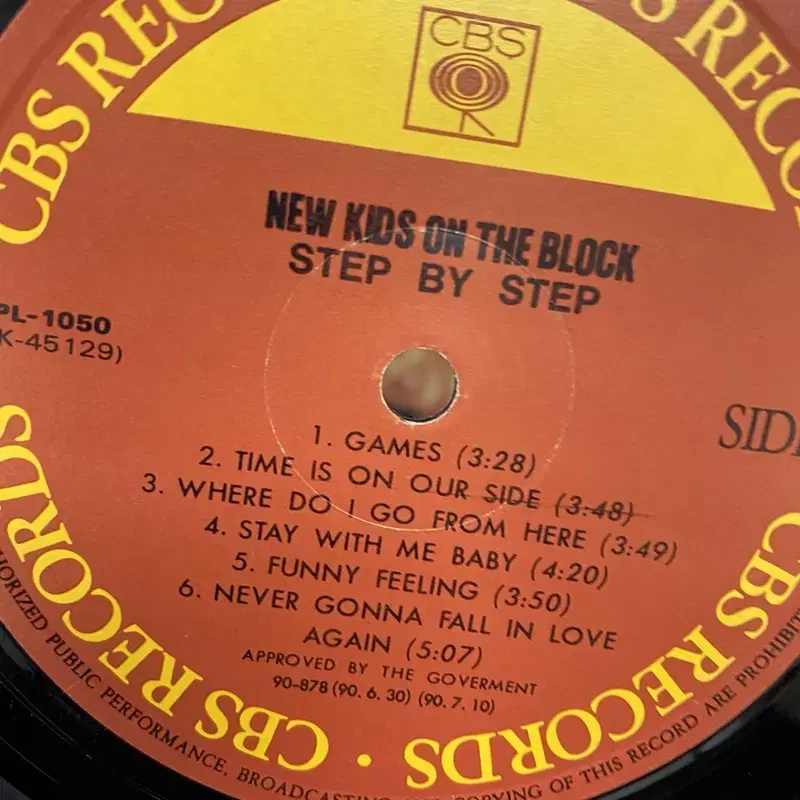 CBS RECORDS
CBS
NEW KIDS ON THE BLOCK
STEP BY STEP
PL-1050
K-45129)
SIDE
1. GAMES (3:28)
2. TIME IS ON OUR SIDE (3:48)
3. WHERE DO I GO FROM HERE (3:49)
4. STAY WITH ME BABY (4:20)
5. FUNNY FEELING (3:50)
6. NEVER GONNA FALL IN LOVE
AGAIN (5:07)
APPROVED BY THE GOVERMENT
90-878 (90. 6. 30) (90. 7. 10)
CBS RECORDS
CBS RECORDS • CBS RECORDS
PUBLIC PERFORMANCE, BROADCASTING AND COPYING OF THIS RECORD ARE PROHIBIT